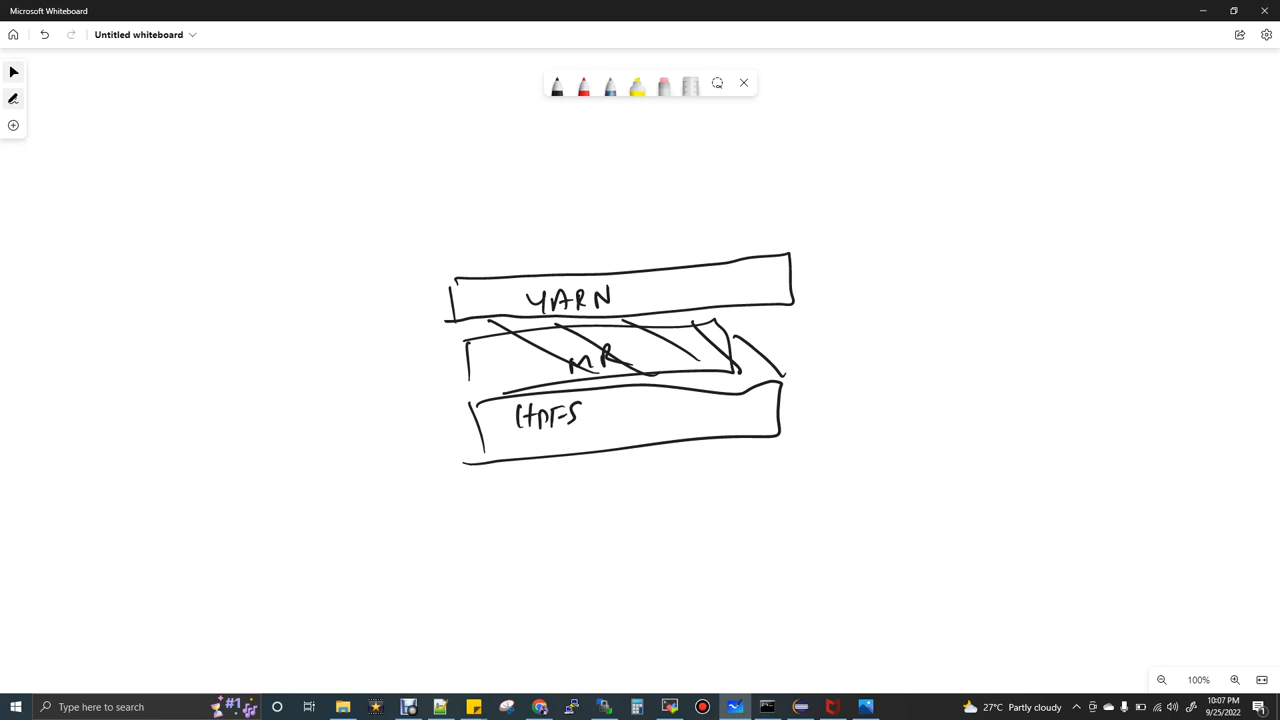 Microsoft Whiteboard
Untitled whiteboard
YARN
MR
HDFS
100%
Type here to search
#1
27°C Partly cloudy
10:07 PM
9/25/2022